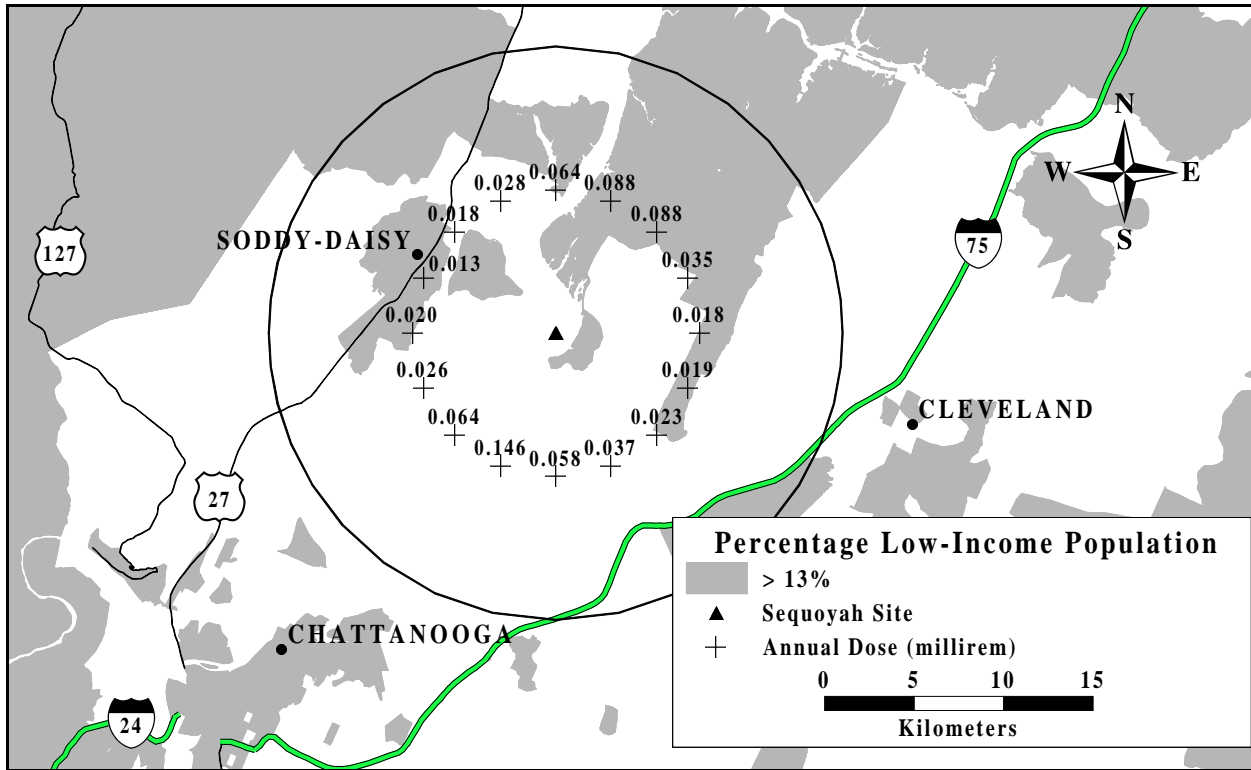 N
W E
S
127
75
0.064
0.028 0.088
0.018 0.088
SODDY-DAISY
0.013 0.035
0.020 0.018
0.026 0.019
0.064 0.023
0.146 0.037
0.058
CLEVELAND
27
CHATTANOOGA
24
Percentage Low-Income Population
> 13%
Sequoyah Site
Annual Dose (millirem)
0 5 10 15
Kilometers